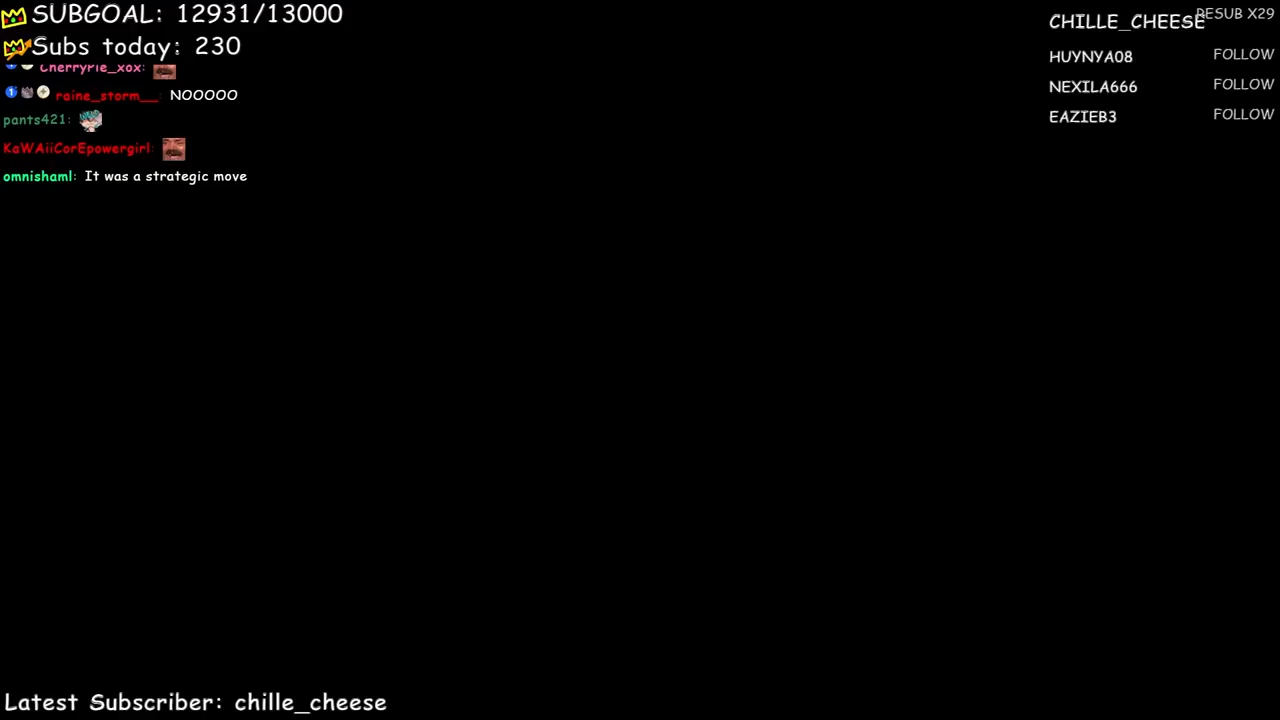 SUBGOAL: 12931/13000
Subs today: 230
CherryPie_xox:
raine_storm__: NOOOOO
pants421:
KaWAiiCorEpowergirl:
omnishaml: It was a strategic move
CHILLE_CHEESE RESUB X29
HUYNYA08 FOLLOW
NEXILA666 FOLLOW
EAZIEB3 FOLLOW
Latest Subscriber: chille_cheese